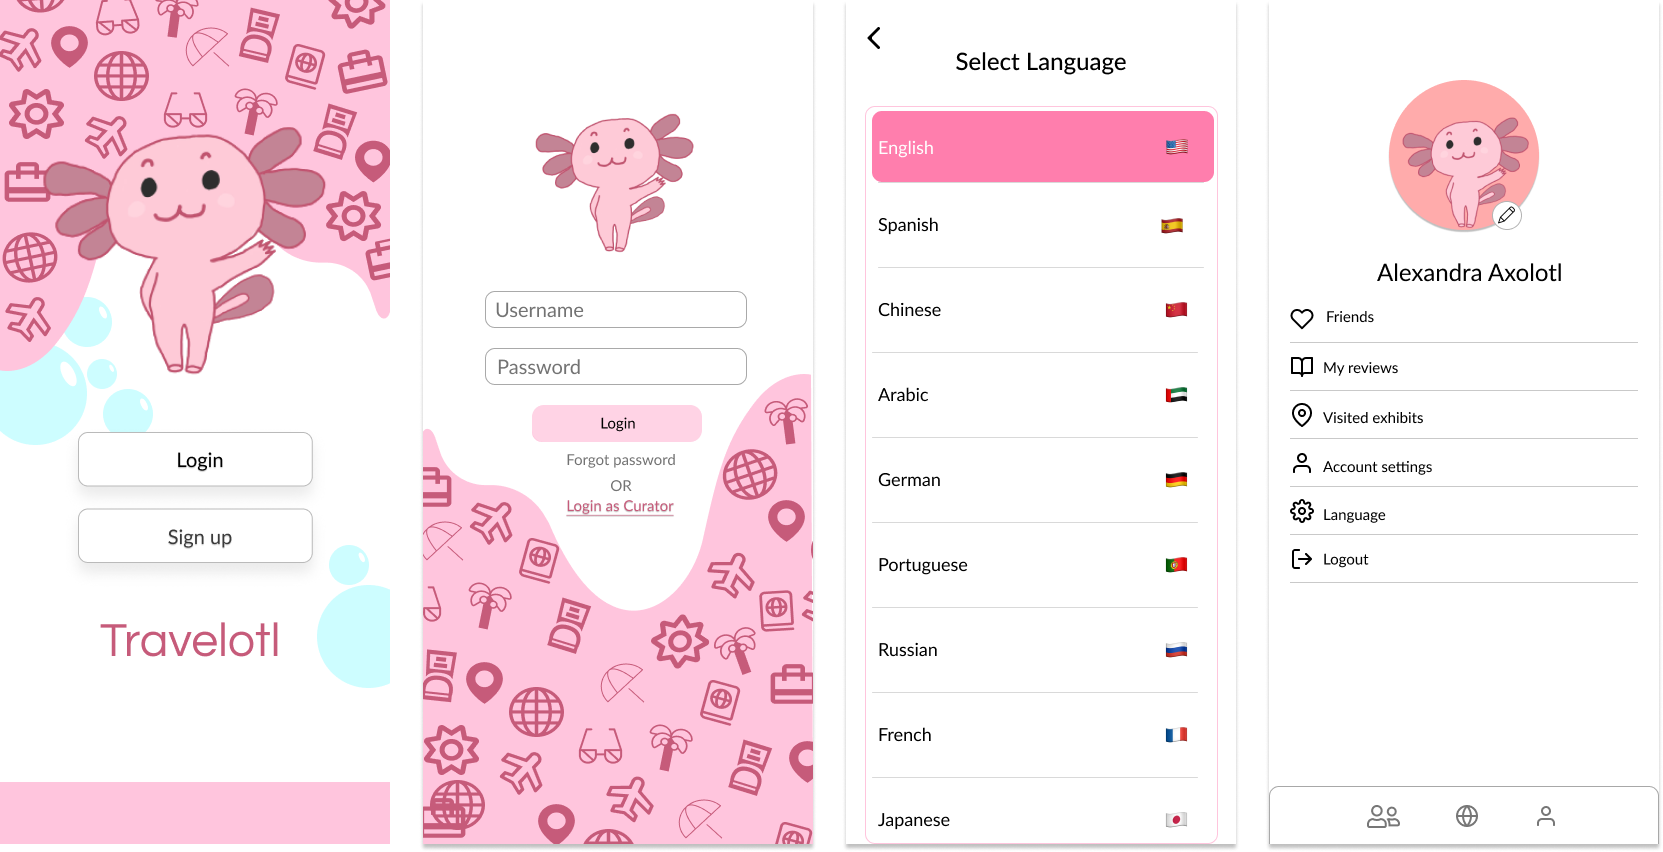 Login
Sign up
Travelotl
Username
Password
Login
Forgot password
OR
Login as Curator
Select Language
English
Spanish
Chinese
Arabic
German
Portuguese
Russian
French
Japanese
Alexandra Axolotl
Friends
My reviews
Visited exhibits
Account settings
Language
Logout